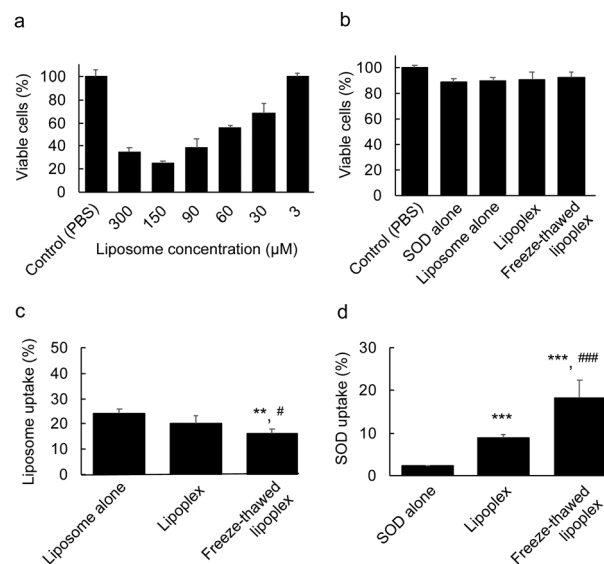 a
Viable cells (%)
100
80
60
40
20
0
Control (PBS)
300
150
90
60
30
3
Liposome concentration (μM)
b
Viable cells (%)
100
80
60
40
20
0
Control (PBS)
SOD alone
Liposome alone
Lipoplex
Freeze-thawed
lipoplex
c
Liposome uptake (%)
50
40
30
20
10
0
**, #
Liposome alone
Lipoplex
Freeze-thawed
lipoplex
d
SOD uptake (%)
30
20
10
0
***
***, ###
SOD alone
Lipoplex
Freeze-thawed
lipoplex